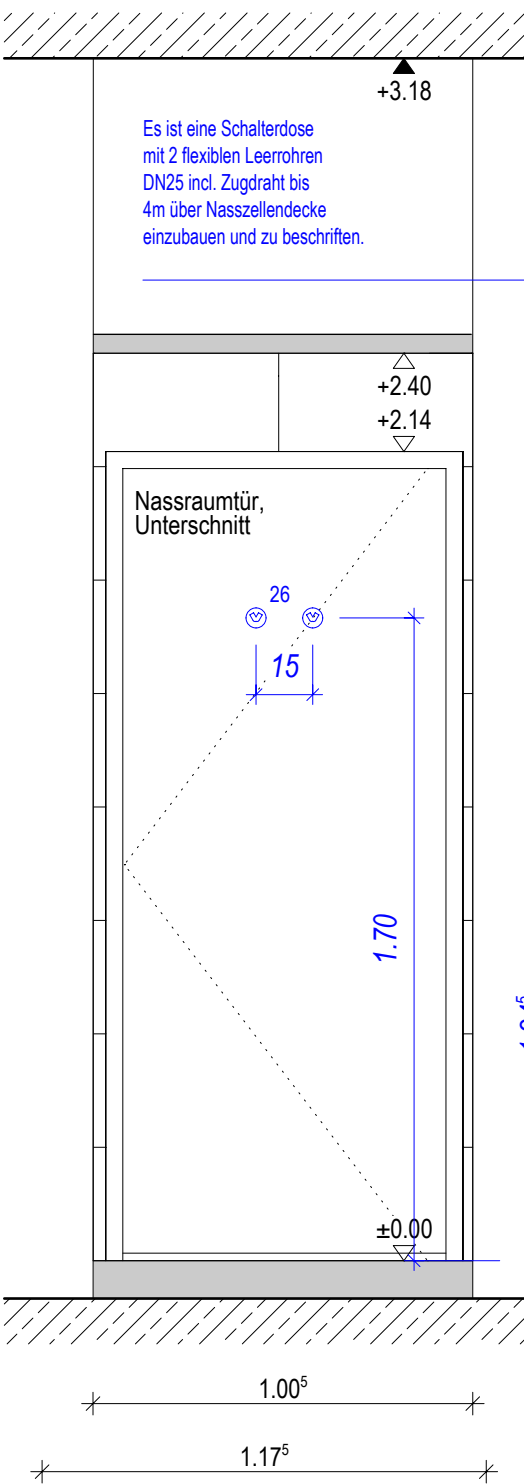 +3.18
Es ist eine Schalterdose
mit 2 flexiblen Leerrohren
DN25 incl. Zugdraht bis
4m über Nasszellendecke
einzubauen und zu beschriften.
+2.40
+2.14
Nassraumtür,
Unterschnitt
26
15
1.70
±0.00
1.00⁵
1.17⁵